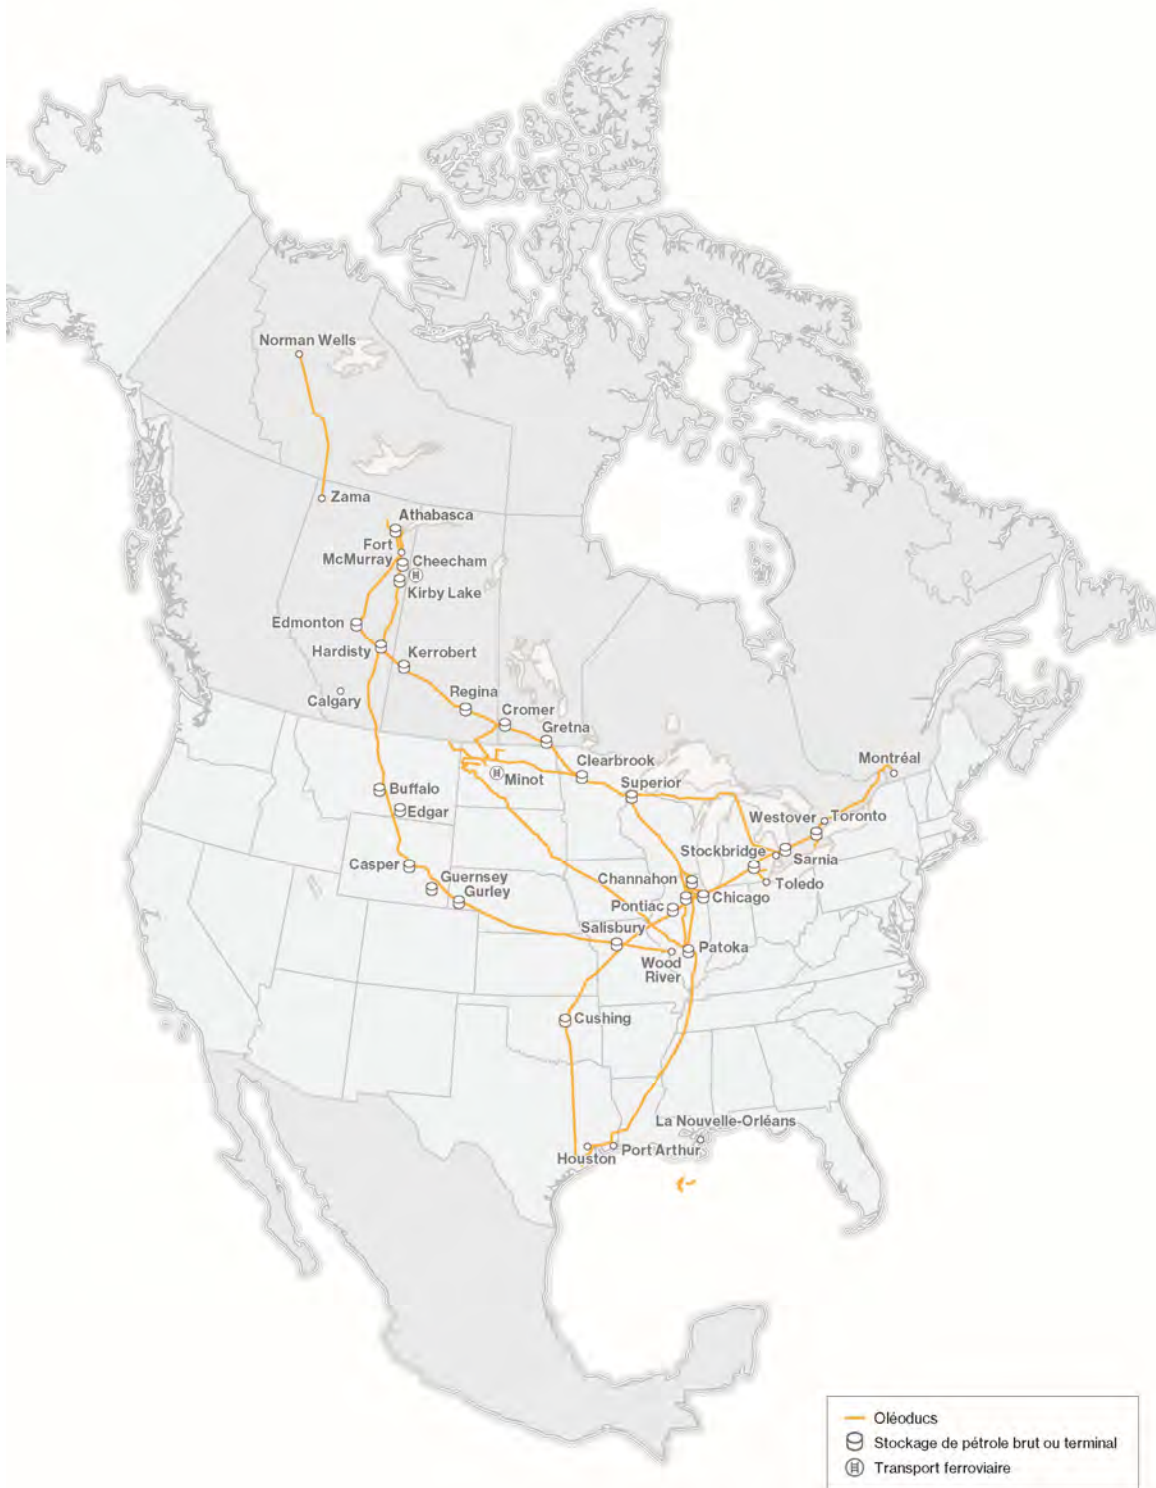 Norman Wells
Zama
Athabasca
Fort
McMurray
Cheecham
Kirby Lake
Edmonton
Hardisty
Kerrobert
Calgary
Regina
Cromer
Gretna
Clearbrook
Minot
Superior
Montréal
Buffalo
Edgar
Westover
Toronto
Stockbridge
Sarnia
Casper
Guernsey
Gurley
Channahon
Toledo
Chicago
Pontiac
Salisbury
Patoka
Wood
River
Cushing
La Nouvelle-Orléans
Houston
Port Arthur
Oléoducs
Stockage de pétrole brut ou terminal
Transport ferroviaire